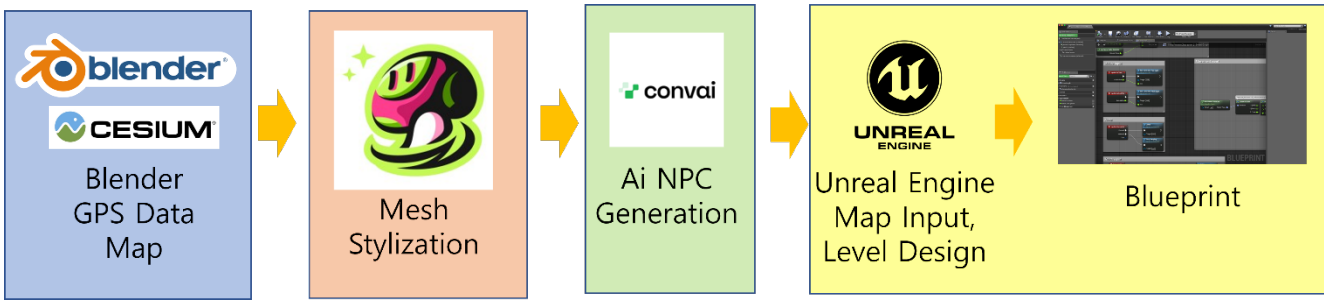 blender
CESIUM
Blender
GPS Data
Map
Mesh
Stylization
convai
Ai NPC
Generation
UNREAL
ENGINE
Unreal Engine
Map Input,
Level Design
BLUEPRINT
Blueprint